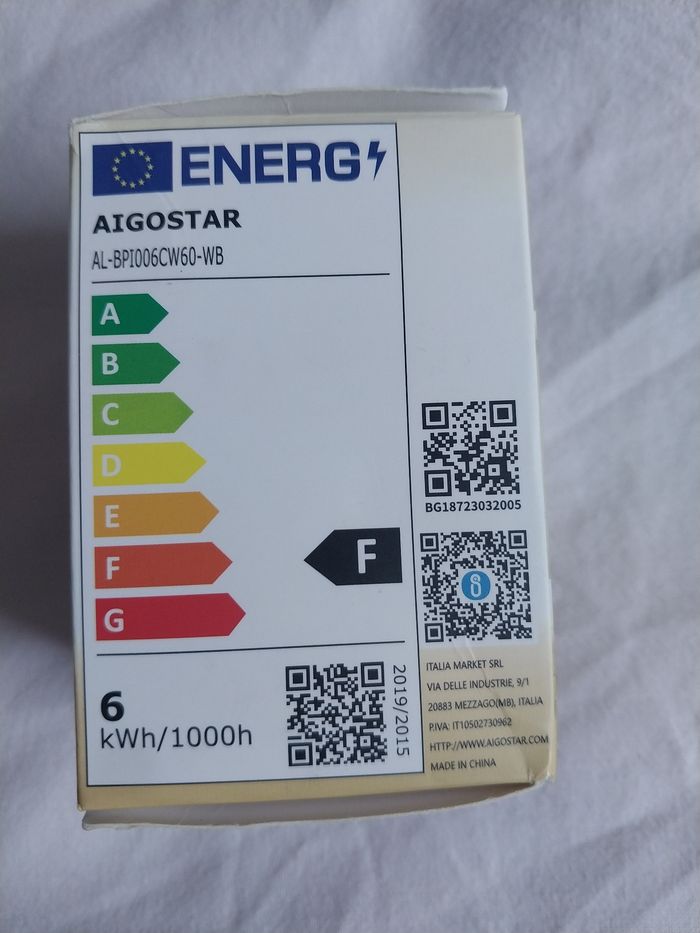 ENERG
AIGOSTAR
AL-BPI006CW60-WB
A
B
C
D
E
F
F
G
6
kWh/1000h
2019/2015
BG18723032005
ITALIA MARKET SRL
VIA DELLE INDUSTRIE, 9/1
20883 MEZZAGO(MB), ITALIA
P.IVA: IT10502730962
HTTP://WWW.AIGOSTAR.COM
MADE IN CHINA